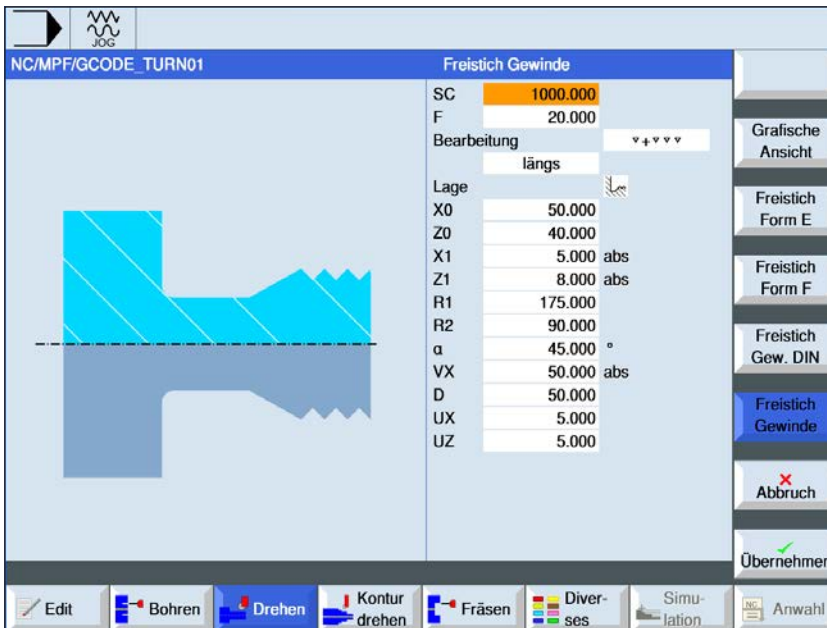 JOG
NC/MPF/GCODE_TURN01
Freistich Gewinde
SC 1000.000
F 20.000
Bearbeitung
längs
Lage
X0 50.000
Z0 40.000
X1 5.000 abs
Z1 8.000 abs
R1 175.000
R2 90.000
α 45.000 °
VX 50.000 abs
D 50.000
UX 5.000
UZ 5.000
Grafische
Ansicht
Freistich
Form E
Freistich
Form F
Freistich
Gew. DIN
Freistich
Gewinde
Abbruch
Übernehmen
Edit
Bohren
Drehen
Kontur
drehen
Fräsen
Diver-
ses
Simu-
lation
NC
Anwahl